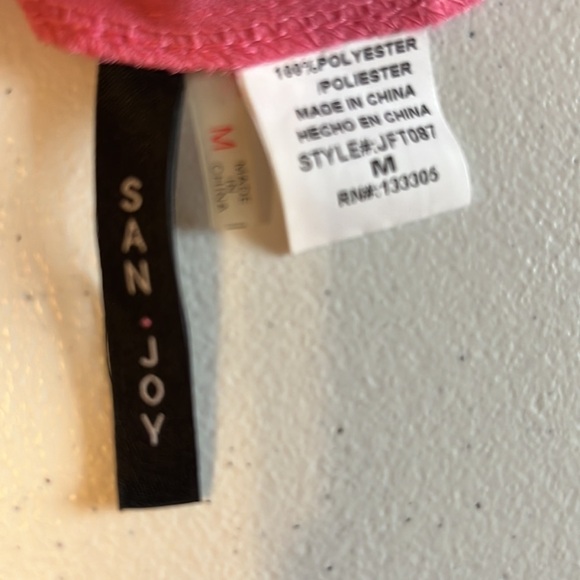 SAN • JOY
M
MADE
IN
CHINA
100%POLYESTER
/POLIESTER
MADE IN CHINA
HECHO EN CHINA
STYLE#:JFT087
M
RN#:133305